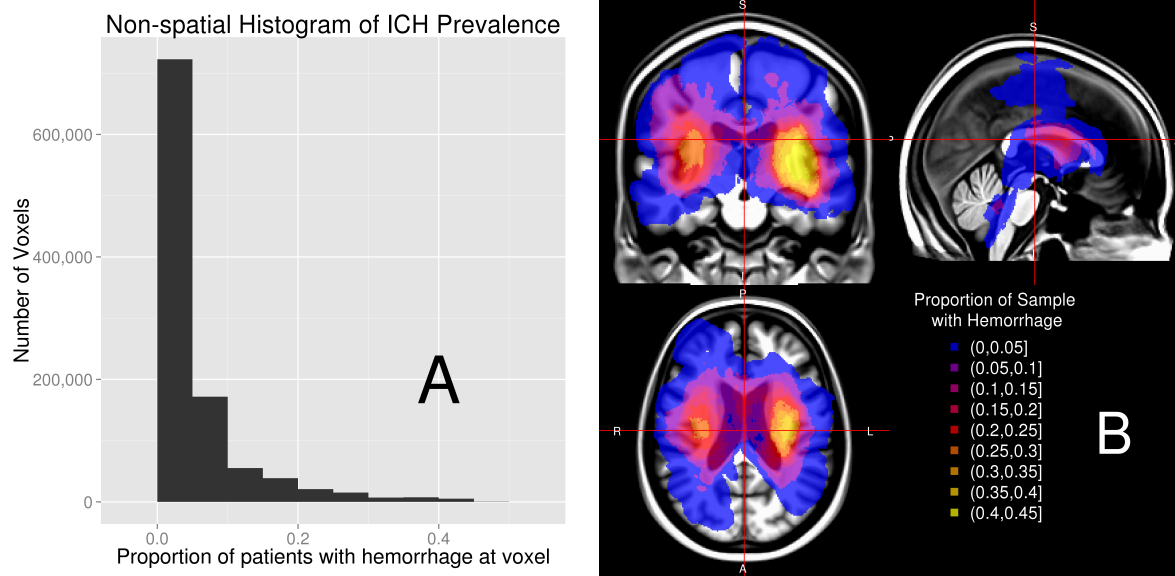 Non-spatial Histogram of ICH Prevalence
Number of Voxels
600,000
400,000
200,000
0
0.0 0.2 0.4
Proportion of patients with hemorrhage at voxel
A
S
S
P
P
R
L
A
Proportion of Sample
with Hemorrhage
(0,0.05]
(0.05,0.1]
(0.1,0.15]
(0.15,0.2]
(0.2,0.25]
(0.25,0.3]
(0.3,0.35]
(0.35,0.4]
(0.4,0.45]
B